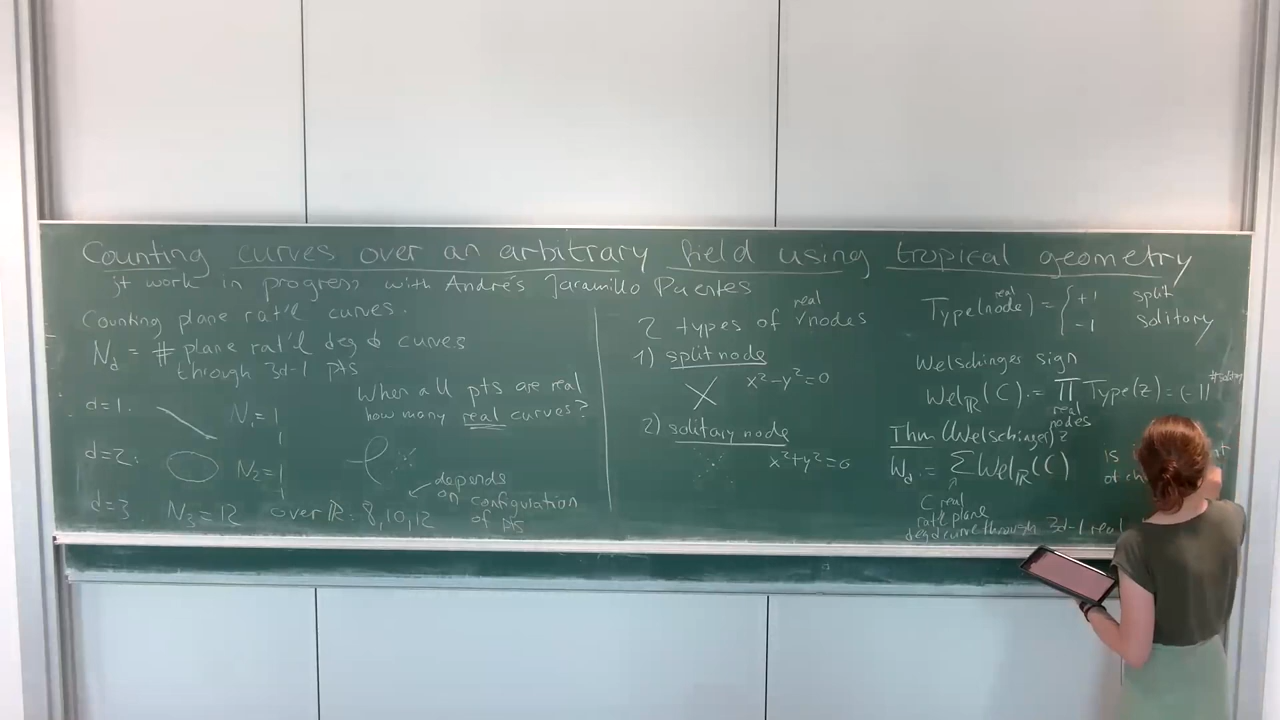 Counting curves over an arbitrary field using tropical geometry
jt work in progress with Andrés Jaramillo Puentes
Counting plane rat'l curves.
N_d = # plane rat'l deg d curves
through 3d-1 pts
d=1: N_1=1
d=2: N_2=1
d=3: N_3=12 over ℝ: 8,10,12
When all pts are real
how many real curves?
depends
on configuration
of pts
2 types of real nodes
1) split node
x²-y²=0
2) solitary node
x²+y²=0
Type(real node) = { +1 split
-1 solitary
Welschinger sign
Wel_ℝ(C) := ∏ Type(z) = (-1)^#solitary
real
nodes
Thm (Welschinger)
W_d := ∑ Wel_ℝ(C) is
C real
rat'l plane
deg d curve through 3d-1 real